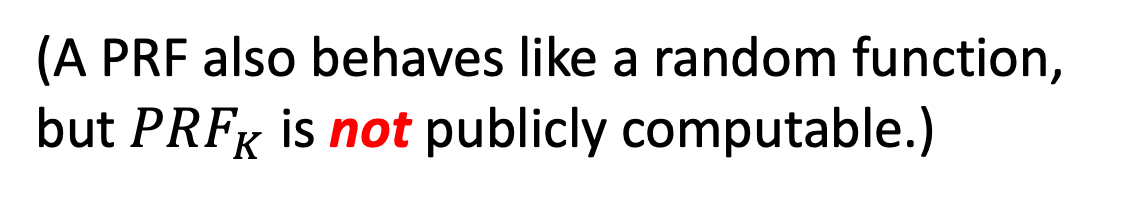 (A PRF also behaves like a random function,
but PRF_K is not publicly computable.)